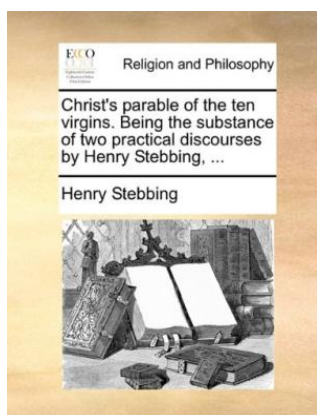 ECCO
Religion and Philosophy
Christ's parable of the ten
virgins. Being the substance
of two practical discourses
by Henry Stebbing, ...
Henry Stebbing